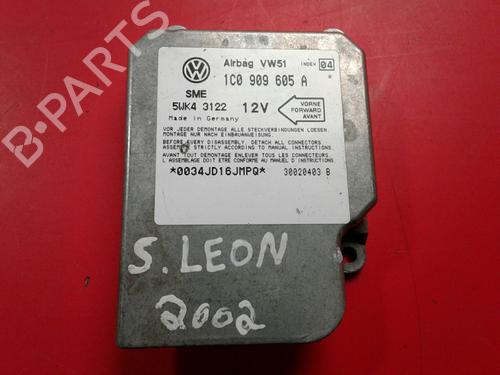 Airbag VW51 INDEX 04
1C0 909 605 A
SME
5WK4 3122 12V
VORNE
FORWARD
AVANT
Made in Germany
VOR JEDER DEMONTAGE ALLE STECKVERBINDUNGEN LOESEN.
MONTAGE NUR NACH EINBAUANWEISUNG.
BEFORE EVERY DISASSEMBLY, DETACH ALL CONNECTORS
ASSEMBLE STRICTLY ACCORDING TO MANUAL INSTRUCTIONS.
AVANT TOUT DEMONTAGE ENLEVER TOUS LES CONNECTEURS
L'ASSEMBLAGE DOIT ETRE CONFORME AU MANUEL D'INSTRUCTIONS.
*0034JD16JMPQ* 30020403 B
S.LEON
2002
B-PARTS